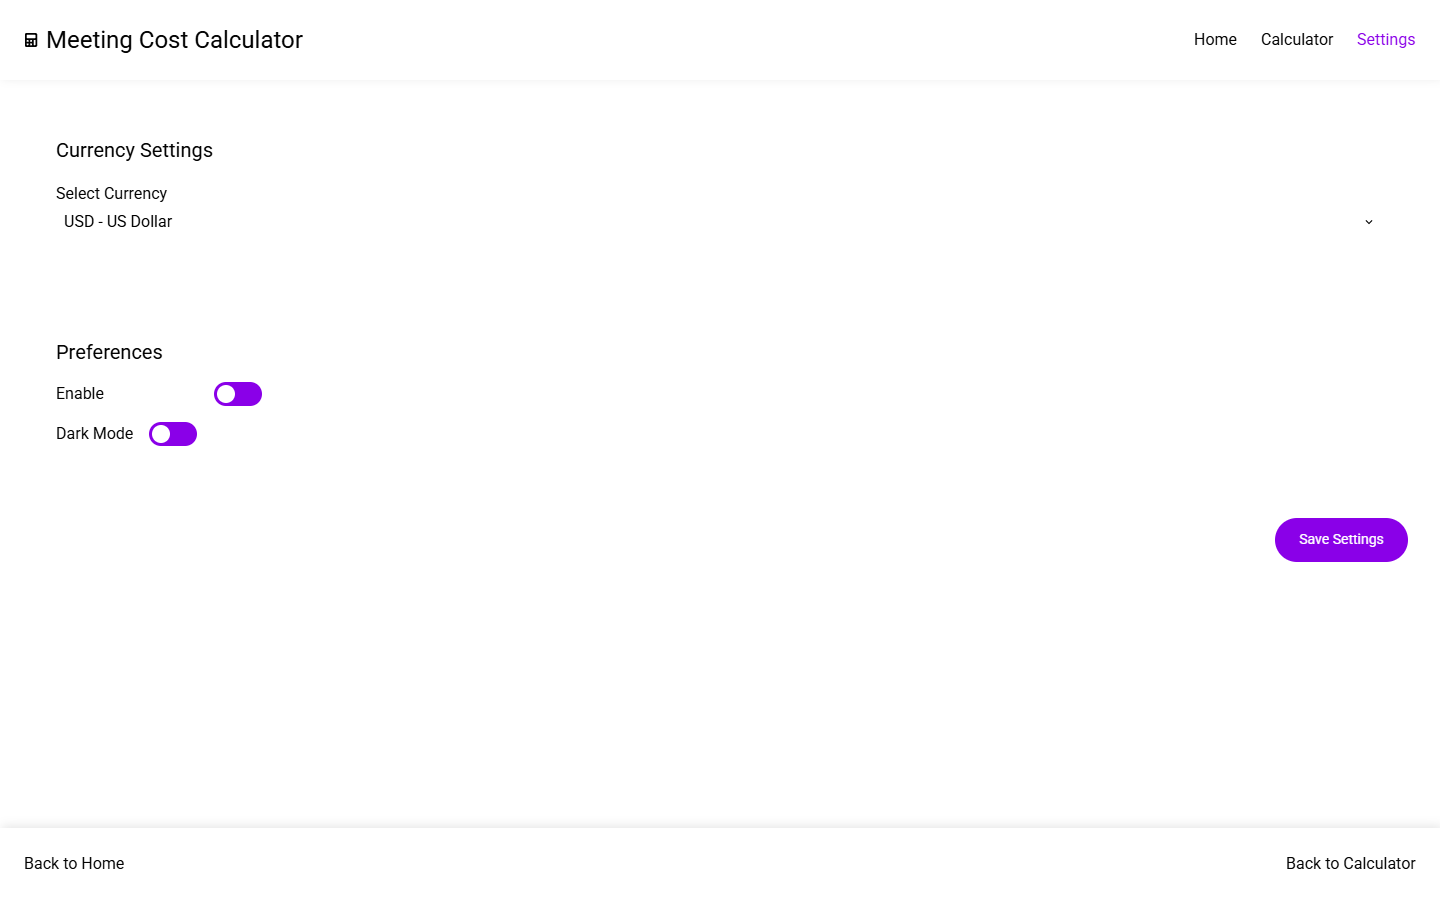 Meeting Cost Calculator
Home
Calculator
Settings
Currency Settings
Select Currency
USD - US Dollar
Preferences
Enable
Dark Mode
Save Settings
Back to Home
Back to Calculator